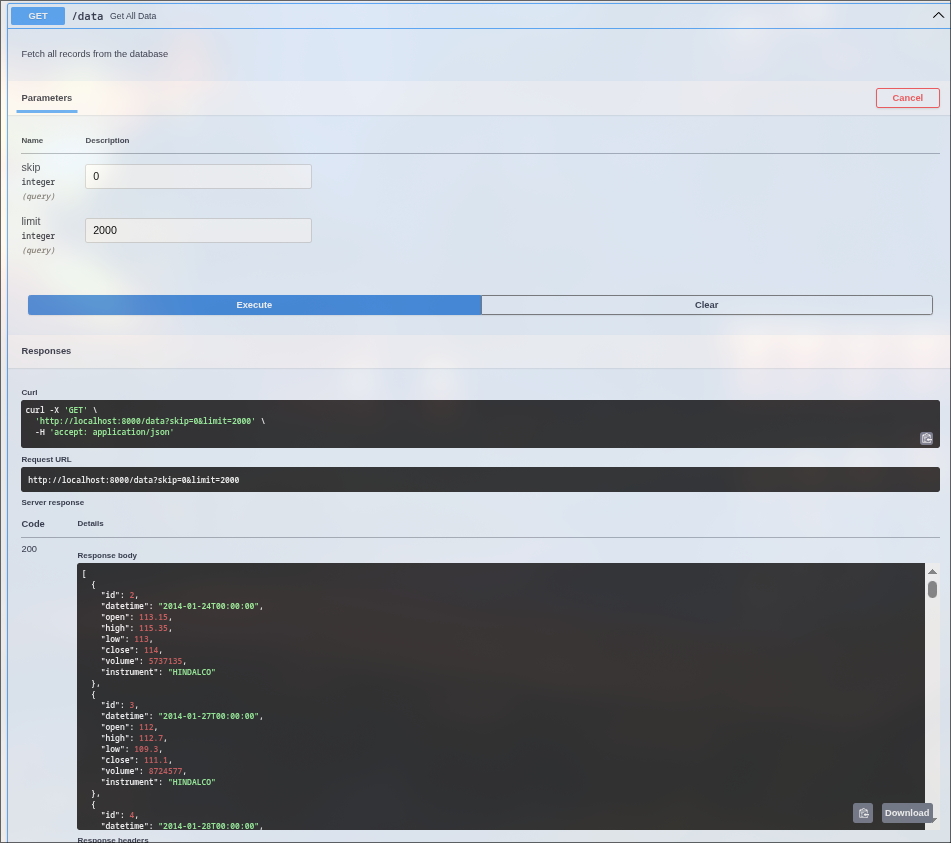 GET /data Get All Data
Fetch all records from the database
Parameters
Cancel
Name Description
skip
integer
(query)
0
limit
integer
(query)
2000
Execute
Clear
Responses
Curl
curl -X 'GET' \
'http://localhost:8000/data?skip=0&limit=2000' \
-H 'accept: application/json'
Request URL
http://localhost:8000/data?skip=0&limit=2000
Server response
Code Details
200
Response body
[
{
"id": 2,
"datetime": "2014-01-24T00:00:00",
"open": 113.15,
"high": 115.35,
"low": 113,
"close": 114,
"volume": 5737135,
"instrument": "HINDALCO"
},
{
"id": 3,
"datetime": "2014-01-27T00:00:00",
"open": 112,
"high": 112.7,
"low": 109.3,
"close": 111.1,
"volume": 8724577,
"instrument": "HINDALCO"
},
{
"id": 4,
"datetime": "2014-01-28T00:00:00",
Download
Response headers